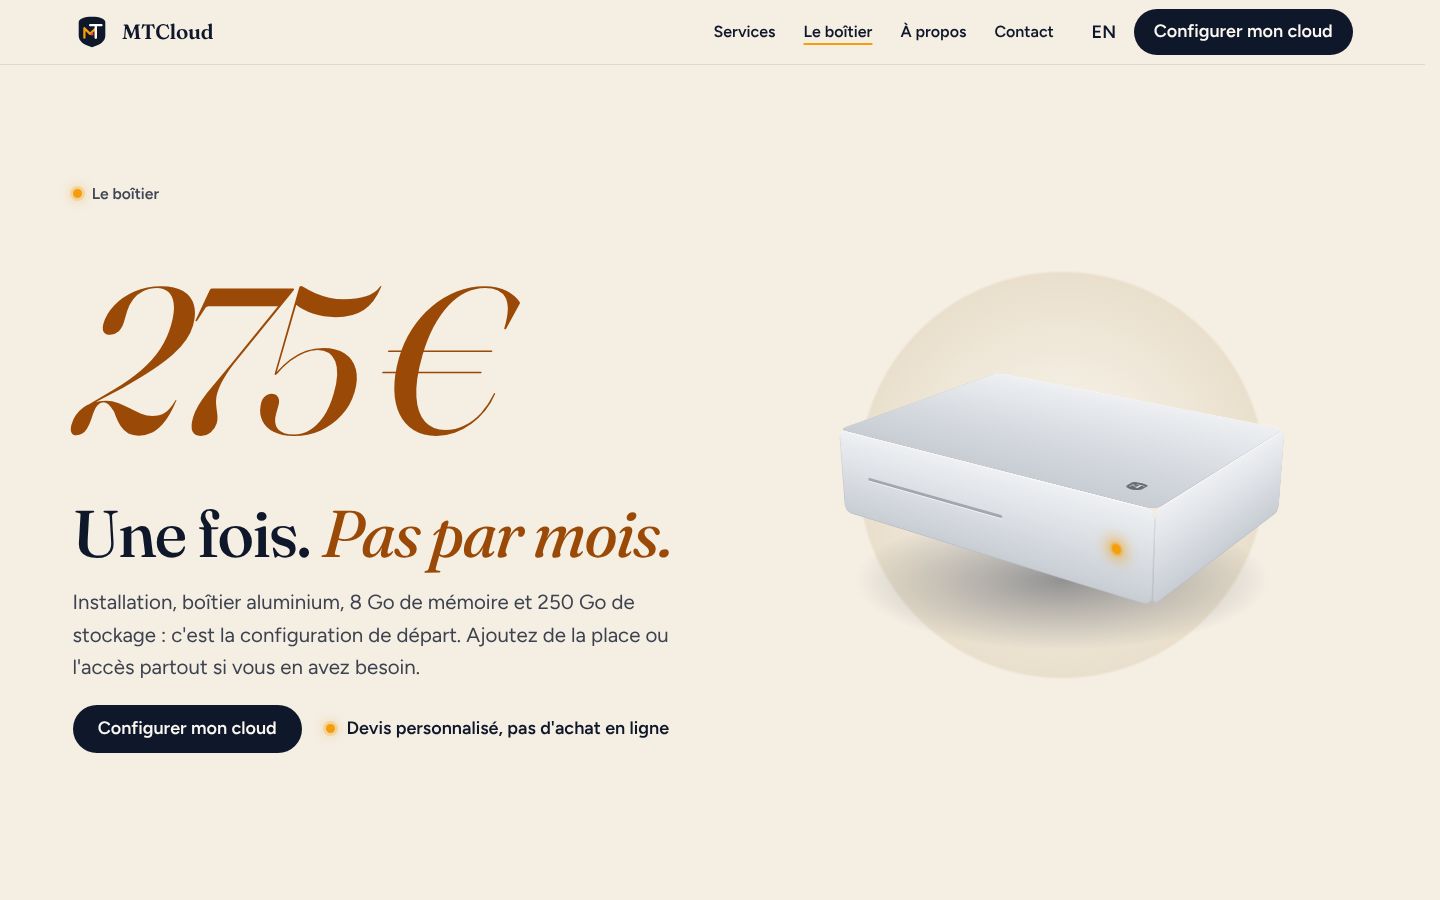 MTCloud
Services
Le boîtier
À propos
Contact
EN
Configurer mon cloud
Le boîtier
275 €
Une fois. Pas par mois.
Installation, boîtier aluminium, 8 Go de mémoire et 250 Go de
stockage : c'est la configuration de départ. Ajoutez de la place ou
l'accès partout si vous en avez besoin.
Configurer mon cloud
Devis personnalisé, pas d'achat en ligne